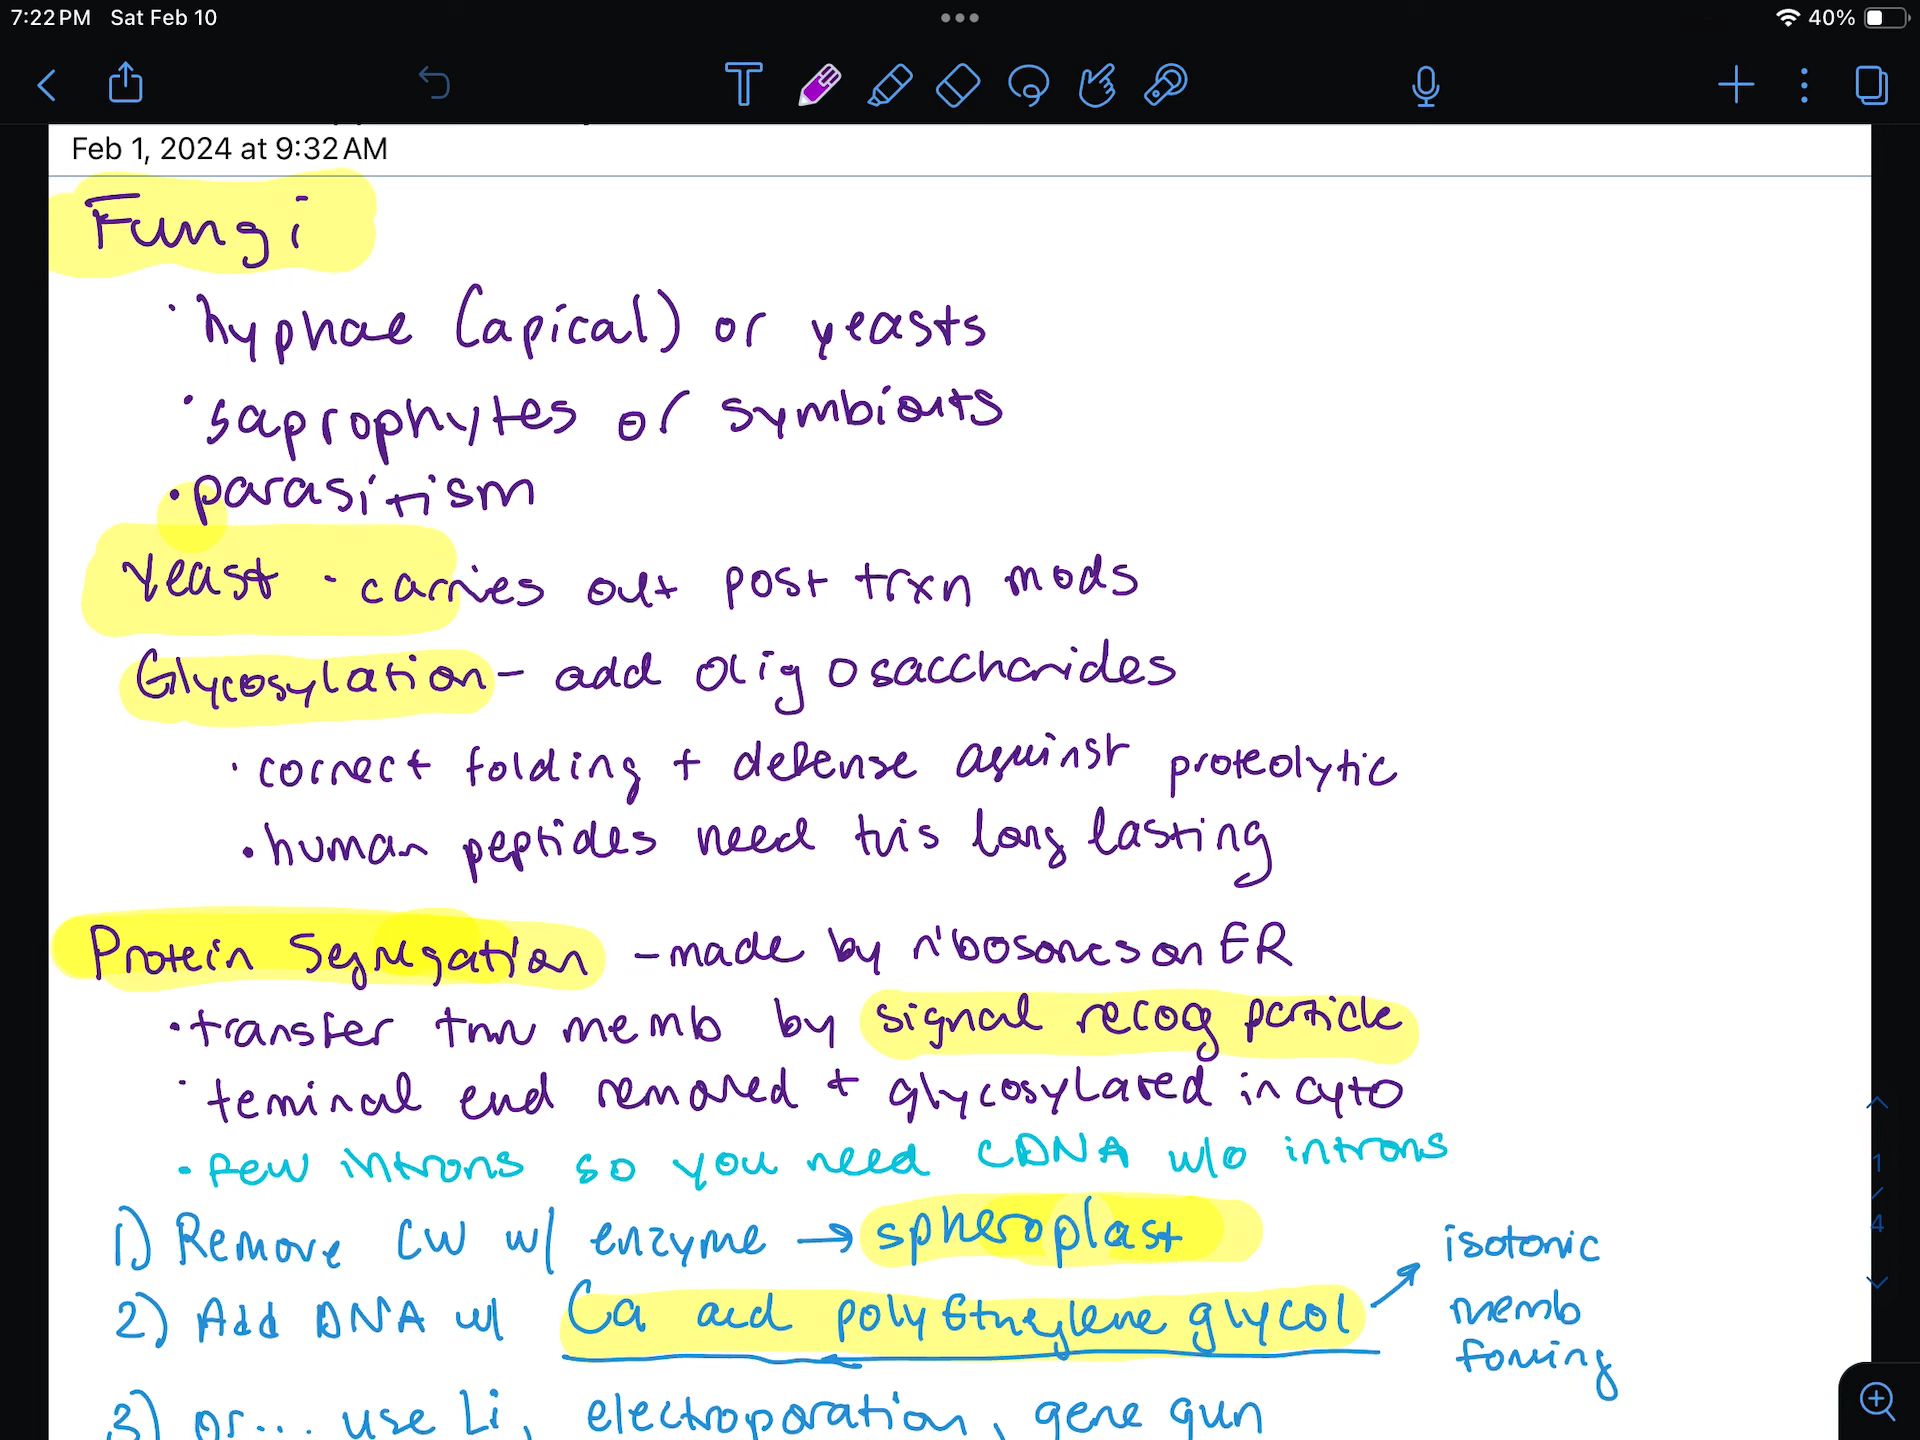 7:22 PM Sat Feb 10
40%
Feb 1, 2024 at 9:32 AM
Fungi
• hyphae (apical) or yeasts
• saprophytes or symbionts
• parasitism
Yeast - carries out post trxn mods
Glycosylation - add oligosaccharides
• correct folding + defense against proteolytic
• human peptides need this long lasting
Protein Segregation - made by ribosomes on ER
• transfer thru memb by signal recog particle
• teminal end removed + glycosylated in cyto
• few introns so you need CDNA w/o introns
1) Remove CW w/ enzyme → spheroplast
2) Add DNA w/ Ca and polyEthylene glycol
isotonic
memb
forming
3) or... use Li, electroporation, gene gun
1
4